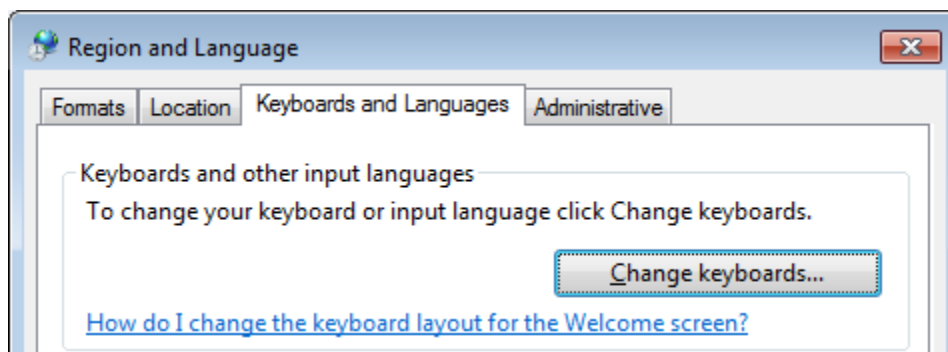 Region and Language
Formats Location Keyboards and Languages Administrative
Keyboards and other input languages
To change your keyboard or input language click Change keyboards.
Change keyboards...
How do I change the keyboard layout for the Welcome screen?